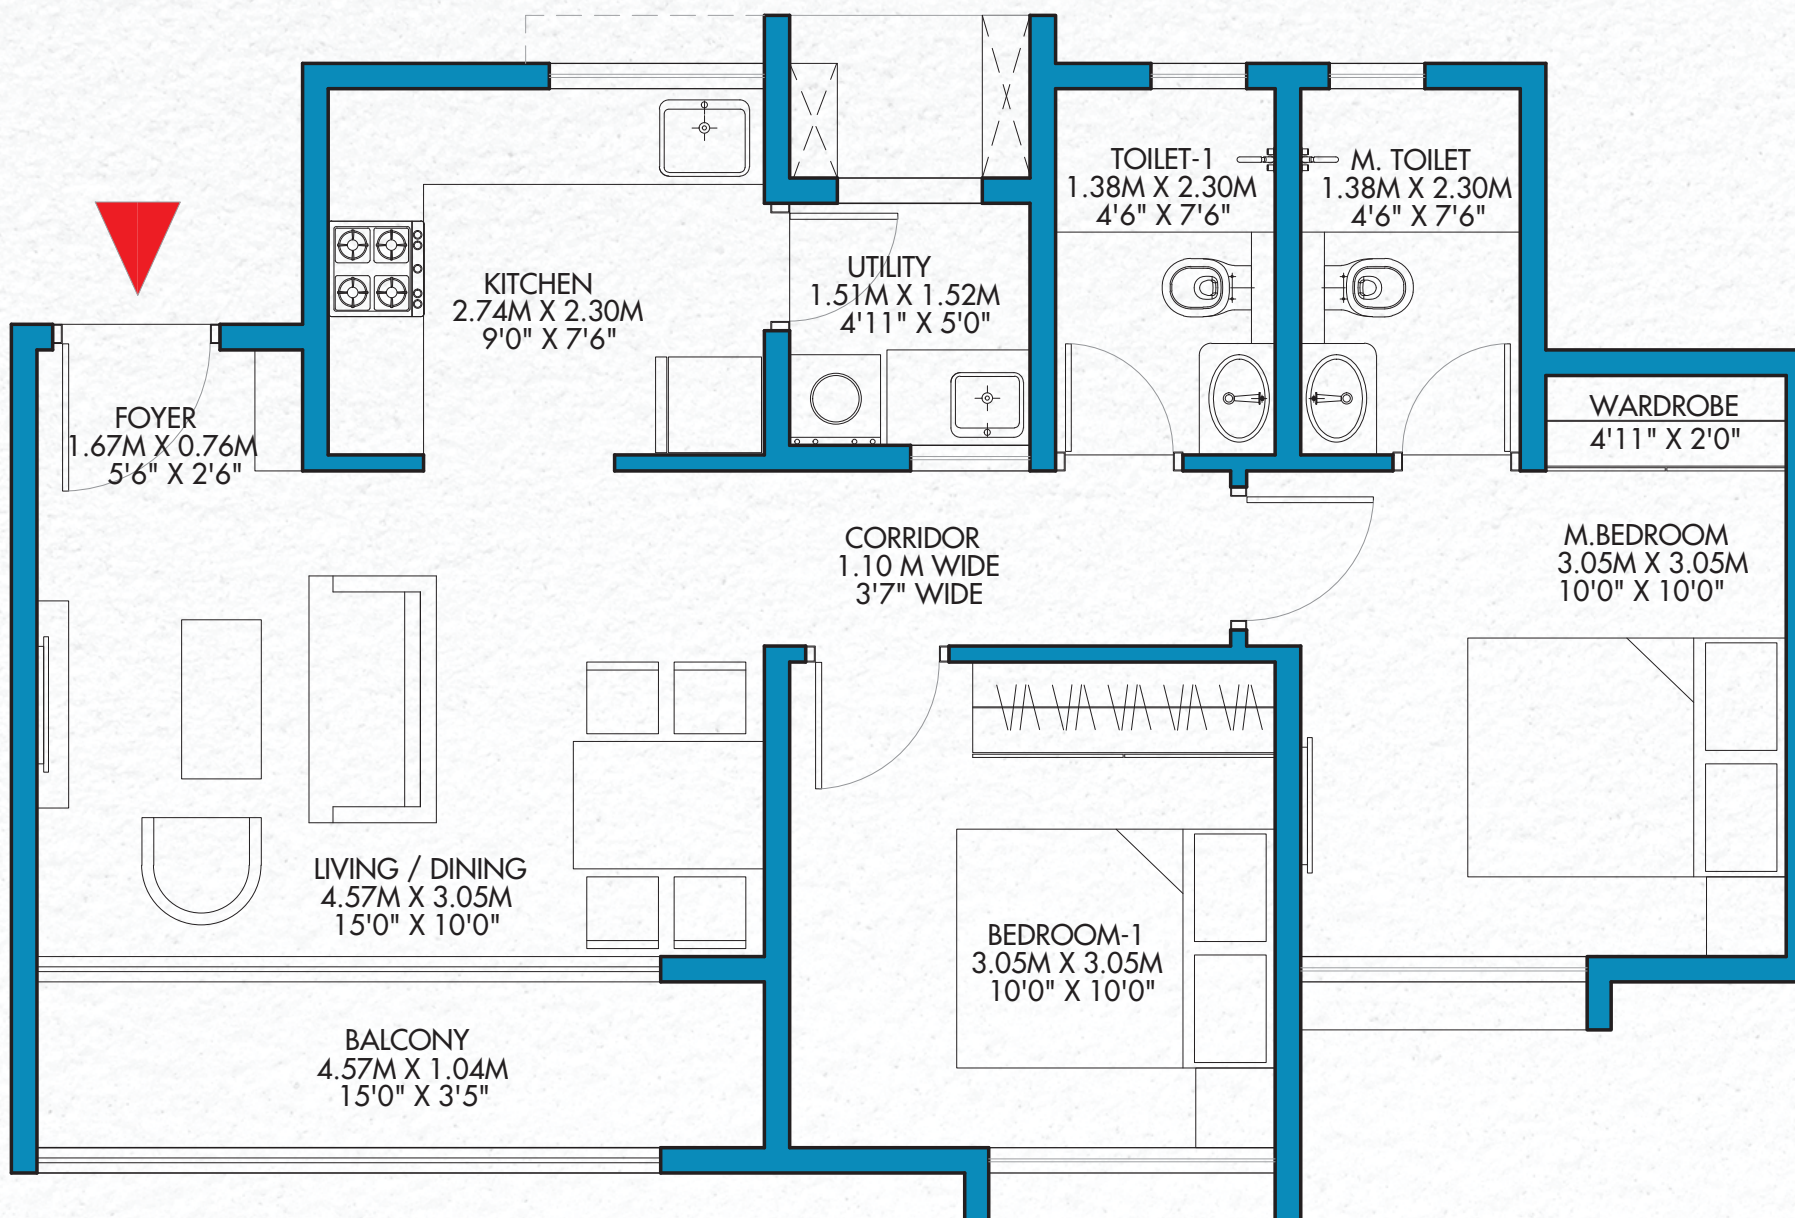 TOILET-1
1.38M X 2.30M
4'6" X 7'6"
M. TOILET
1.38M X 2.30M
4'6" X 7'6"
KITCHEN
2.74M X 2.30M
9'0" X 7'6"
UTILITY
1.51M X 1.52M
4'11" X 5'0"
FOYER
1.67M X 0.76M
5'6" X 2'6"
WARDROBE
4'11" X 2'0"
CORRIDOR
1.10 M WIDE
3'7" WIDE
M.BEDROOM
3.05M X 3.05M
10'0" X 10'0"
LIVING / DINING
4.57M X 3.05M
15'0" X 10'0"
BEDROOM-1
3.05M X 3.05M
10'0" X 10'0"
BALCONY
4.57M X 1.04M
15'0" X 3'5"